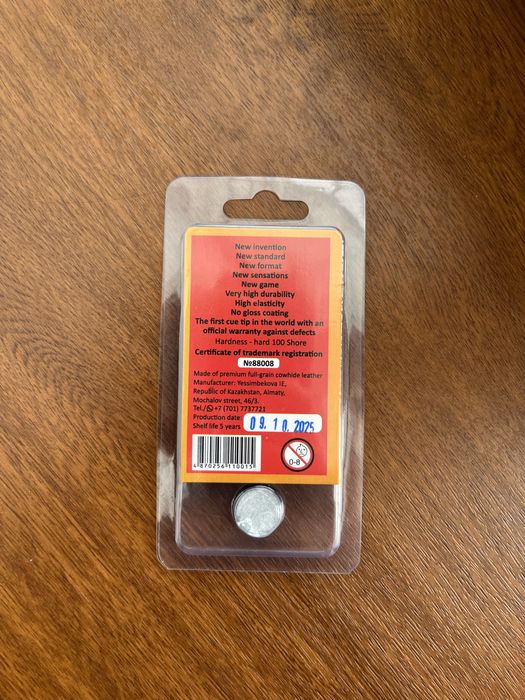 New invention
New standard
New format
New sensations
New game
Very high durability
High elasticity
No gloss coating
The first cue tip in the world with an
official warranty against defects
Hardness - hard 100 Shore
Certificate of trademark registration
№88008
Made of premium full-grain cowhide leather
Manufacturer: Yessimbekova IE,
Republic of Kazakhstan, Almaty,
Mochalov street, 46/3.
Tel./ +7 (701) 7737721
Production date
Shelf life 5 years
09.10.2025
4870256110015
0-8